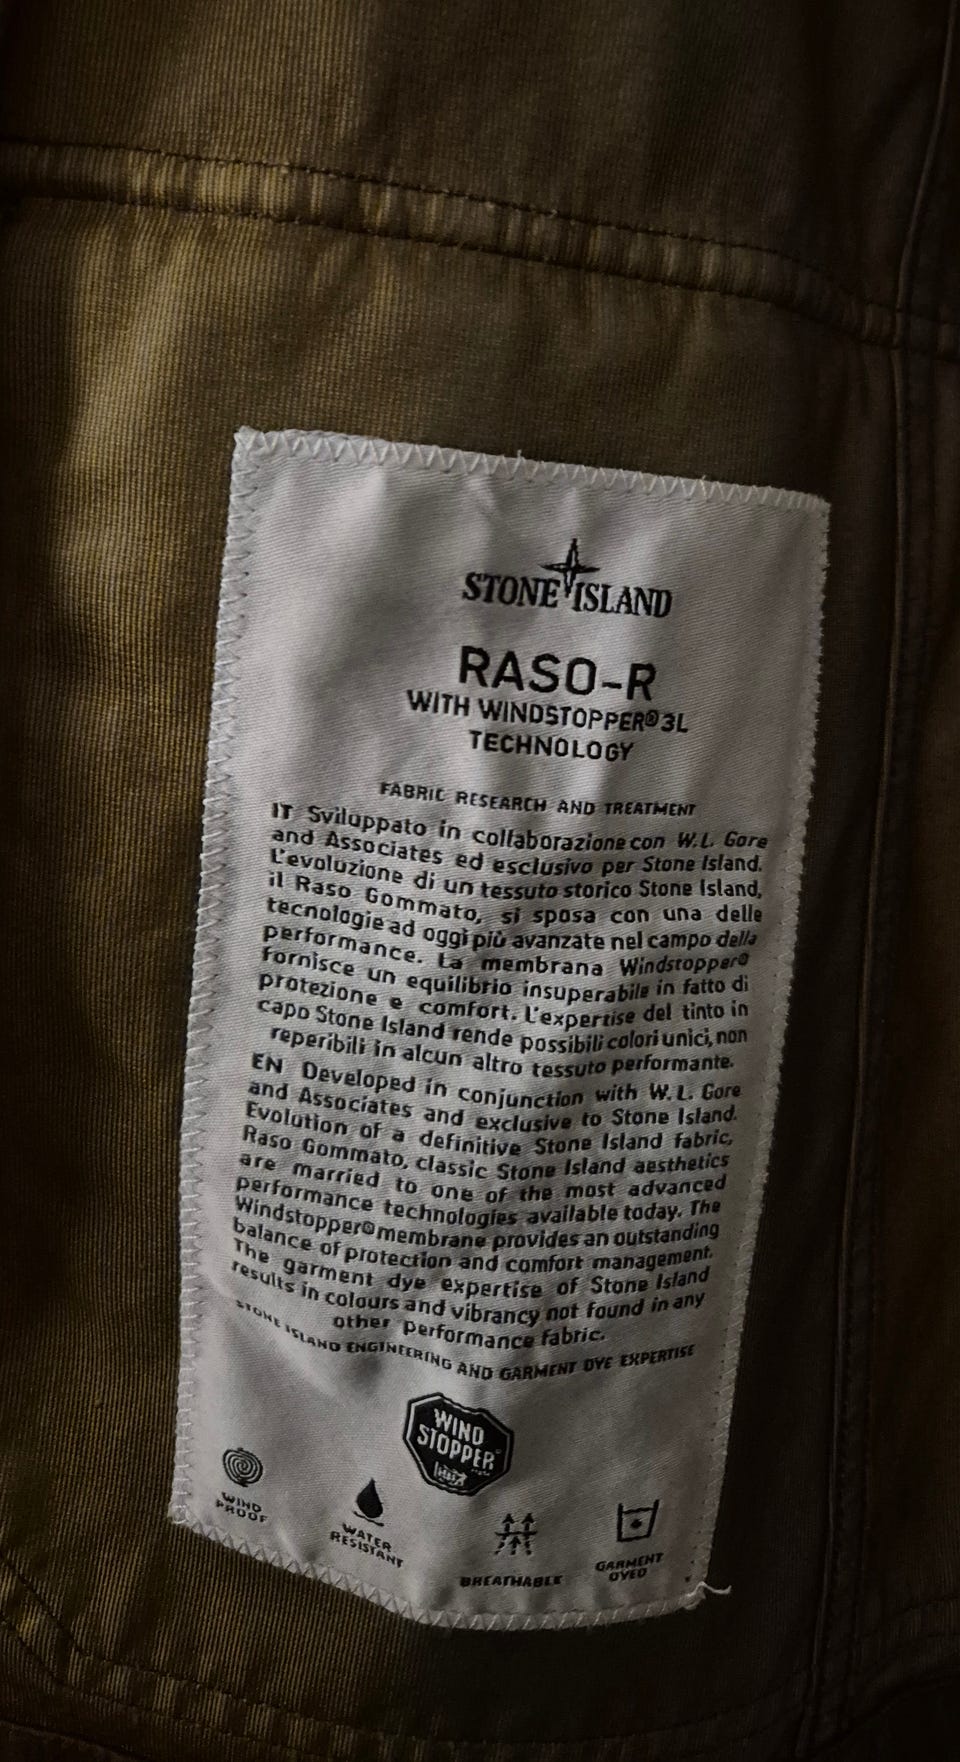 STONE ISLAND
RASO-R
WITH WINDSTOPPER® 3L
TECHNOLOGY
FABRIC RESEARCH AND TREATMENT
IT Sviluppato in collaborazione con W.L. Gore
and Associates ed esclusivo per Stone Island.
L'evoluzione di un tessuto storico Stone Island,
il Raso Gommato, si sposa con una delle
tecnologie ad oggi più avanzate nel campo della
performance. La membrana Windstopper®
fornisce un equilibrio insuperabile in fatto di
protezione e comfort. L'expertise del tinto in
capo Stone Island rende possibili colori unici, non
reperibili in alcun altro tessuto performante.
EN Developed in conjunction with W.L. Gore
and Associates and exclusive to Stone Island.
Evolution of a definitive Stone Island fabric,
Raso Gommato, classic Stone Island aesthetics
are married to one of the most advanced
performance technologies available today. The
Windstopper® membrane provides an outstanding
balance of protection and comfort management.
The garment dye expertise of Stone Island
results in colours and vibrancy not found in any
other performance fabric.
STONE ISLAND ENGINEERING AND GARMENT DYE EXPERTISE
WIND
STOPPER
WIND
PROOF
WATER
RESISTANT
BREATHABLE
GARMENT
DYED